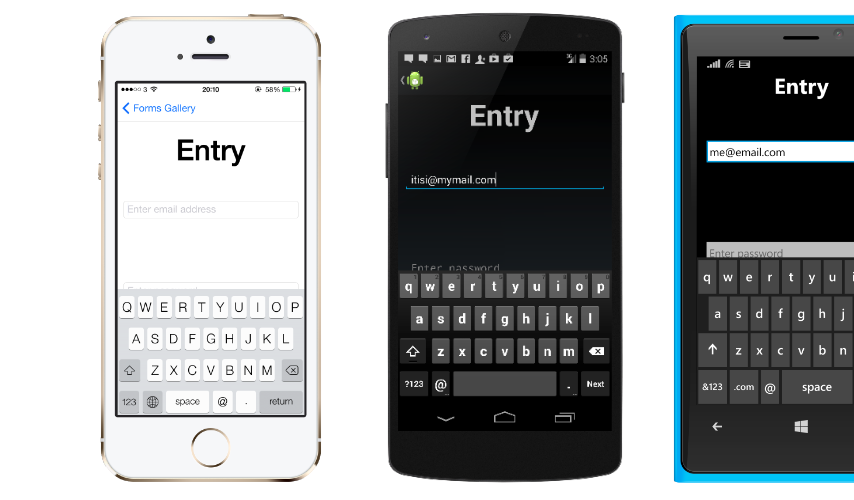 3 20:10 58%
Forms Gallery
Entry
Enter email address
Q W E R T Y U I O P
A S D F G H J K L
Z X C V B N M
123 space @ . return
3:05
Entry
itisi@mymail.com
Enter password
q w e r t y u i o p
a s d f g h j k l
z x c v b n m
?123 @ . Next
Entry
me@email.com
Enter password
q w e r t y u i
a s d f g h j
z x c v b n
&123 .com @ space